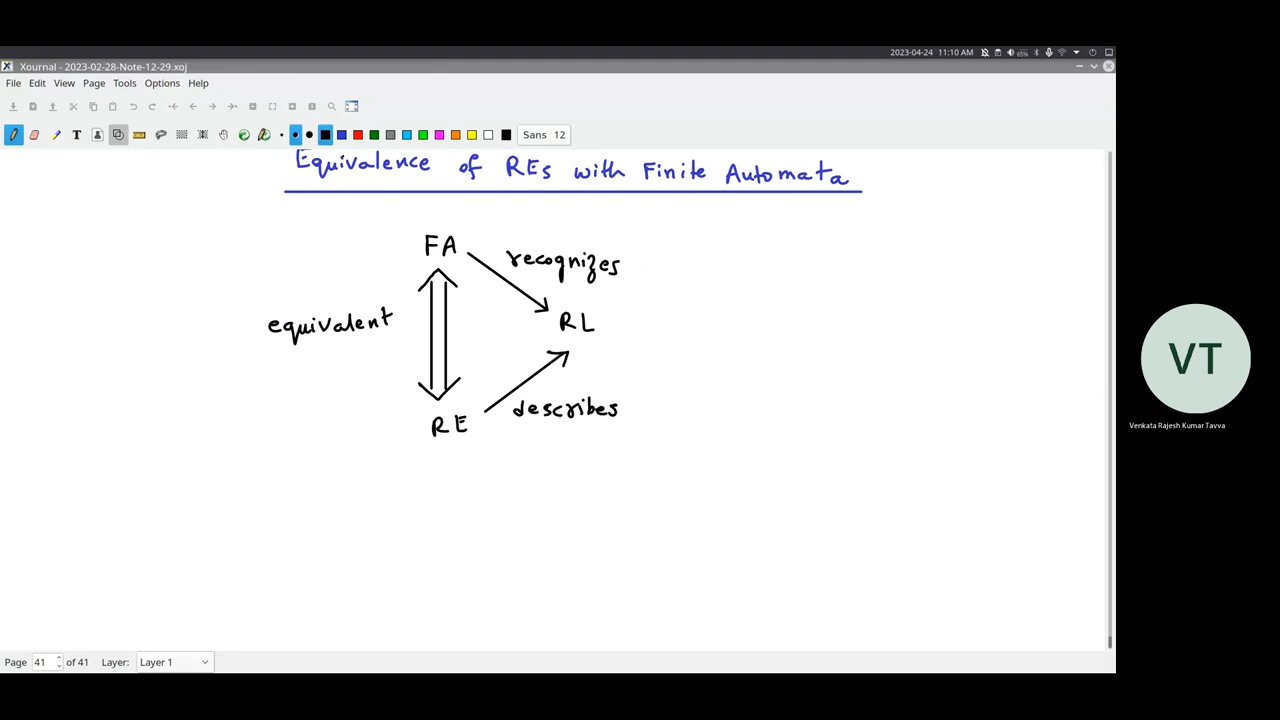 2023-04-24 11:10 AM
Xournal - 2023-02-28-Note-12-29.xoj
File Edit View Page Tools Options Help
T Sans 12
Equivalence of REs with Finite Automata
FA
recognizes
equivalent
RL
VT
describes
RE
Venkata Rajesh Kumar Tavva
Page 41 of 41 Layer: Layer 1